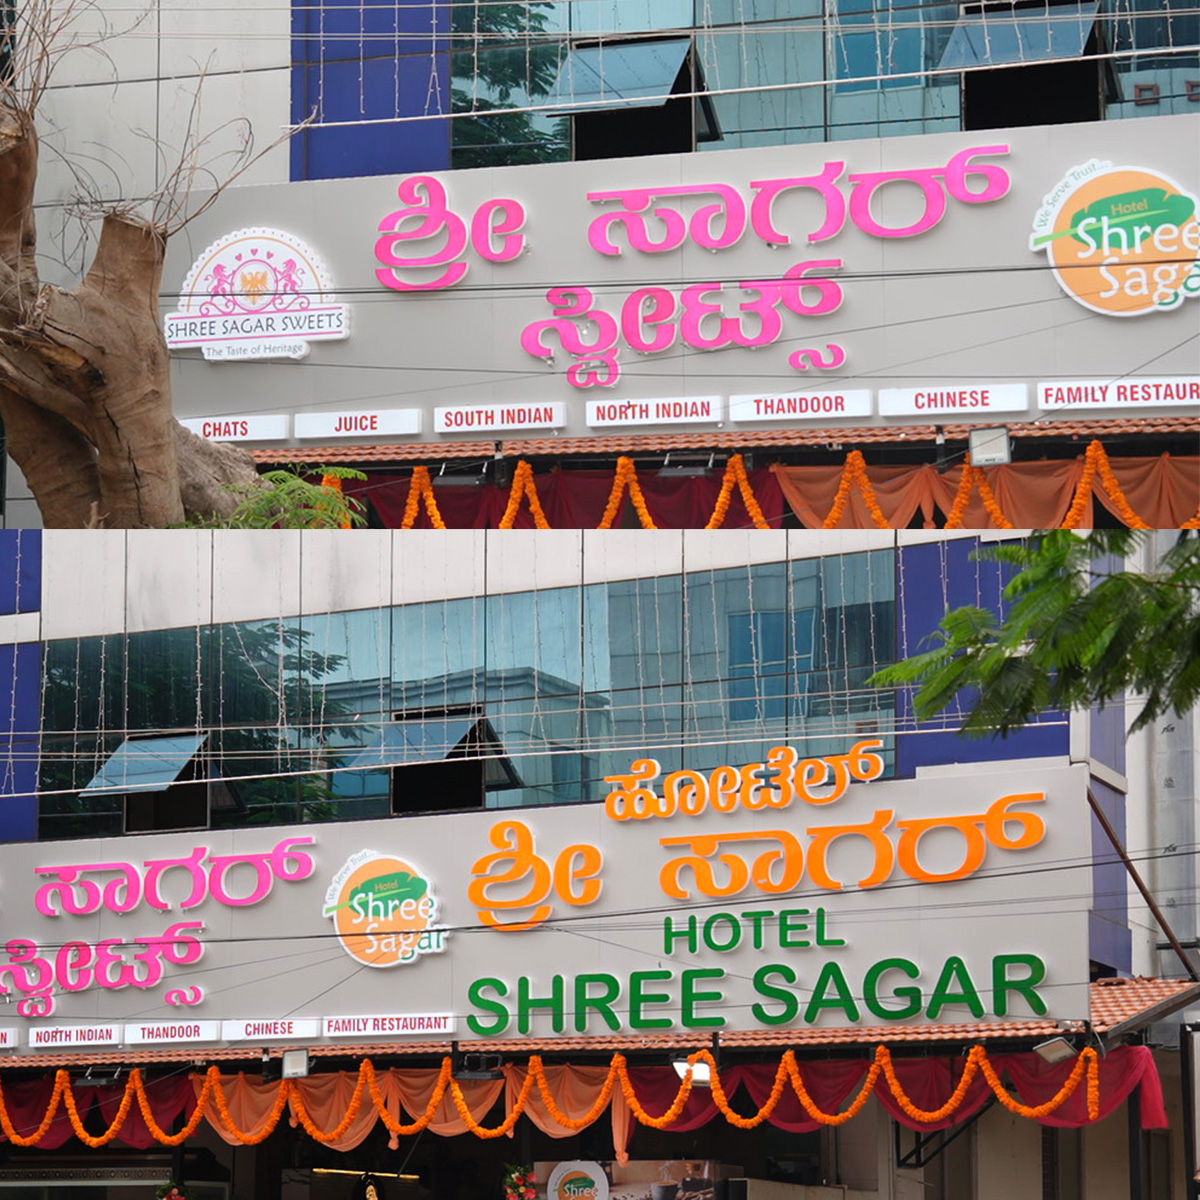 ಶ್ರೀ ಸಾಗರ್
ಸ್ವೀಟ್ಸ್
SHREE SAGAR SWEETS
The Taste of Heritage
We Serve Trust...
Hotel
Shree
Sagar
CHATS
JUICE
SOUTH INDIAN
NORTH INDIAN
THANDOOR
CHINESE
FAMILY RESTAUR
ಸಾಗರ್
ಸ್ವೀಟ್ಸ್
We Serve Trust...
Hotel
Shree
Sagar
ಹೋಟೆಲ್
ಶ್ರೀ ಸಾಗರ್
HOTEL
SHREE SAGAR
N
NORTH INDIAN
THANDOOR
CHINESE
FAMILY RESTAURANT
Shree